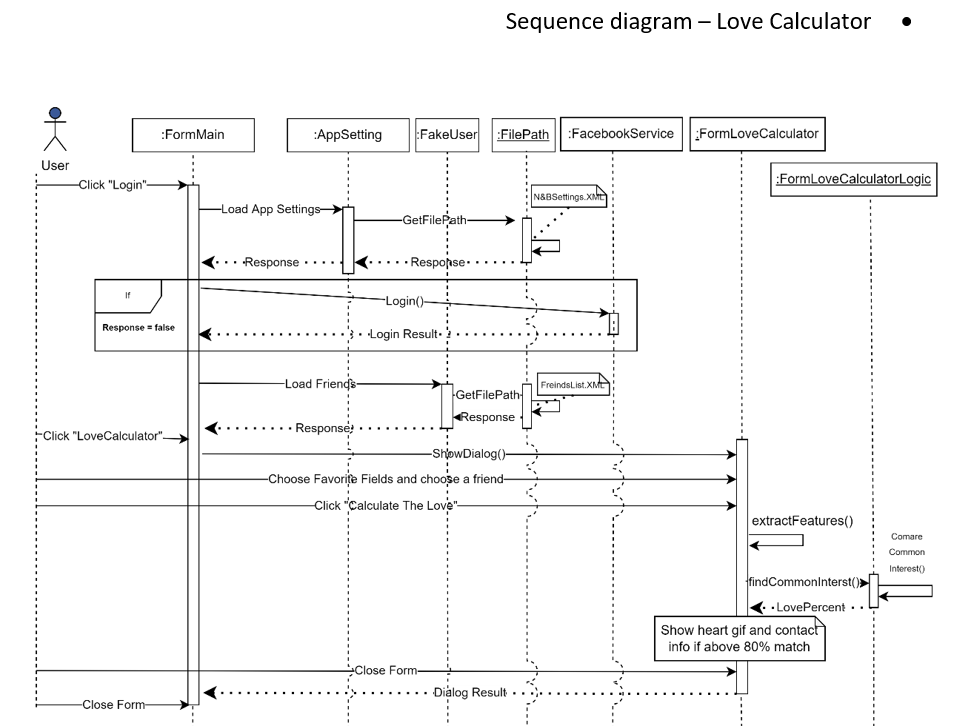 Sequence diagram – Love Calculator •
User
:FormMain
:AppSetting
:FakeUser
:FilePath
:FacebookService
:FormLoveCalculator
:FormLoveCalculatorLogic
Click "Login"
Load App Settings
GetFilePath
N&BSettings.XML
Response
Response
If
Response = false
Login()
Login Result
Load Friends
GetFilePath
FreindsList.XML
Response
Response
Click "LoveCalculator"
ShowDialog()
Choose Favorite Fields and choose a friend
Click "Calculate The Love"
extractFeatures()
Comare
Common
Interest()
findCommonInterst()
LovePercent
Show heart gif and contact
info if above 80% match
Close Form
Dialog Result
Close Form